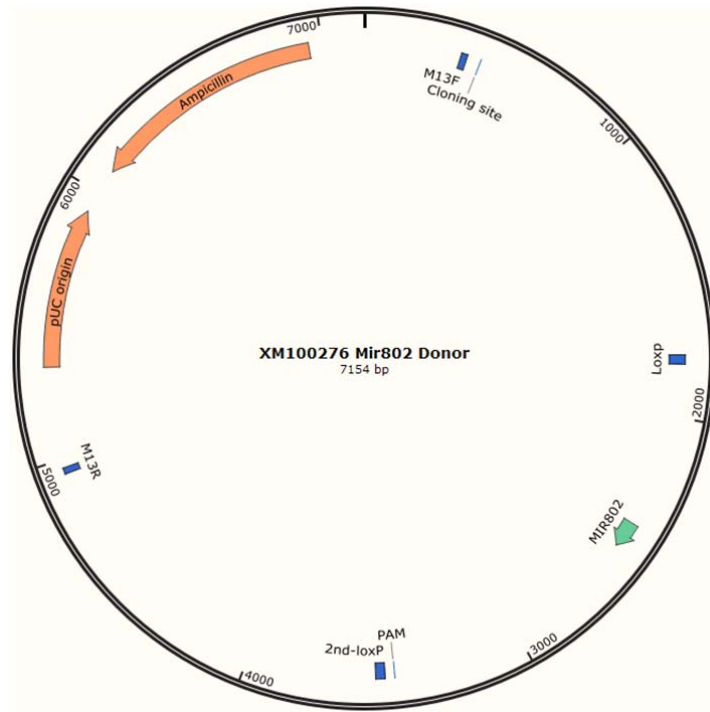 7000
M13F
Cloning site
1000
Ampicillin
6000
pUC origin
XM100276 Mir802 Donor
7154 bp
Loxp
2000
M13R
5000
MIR802
PAM
2nd-loxP
3000
4000